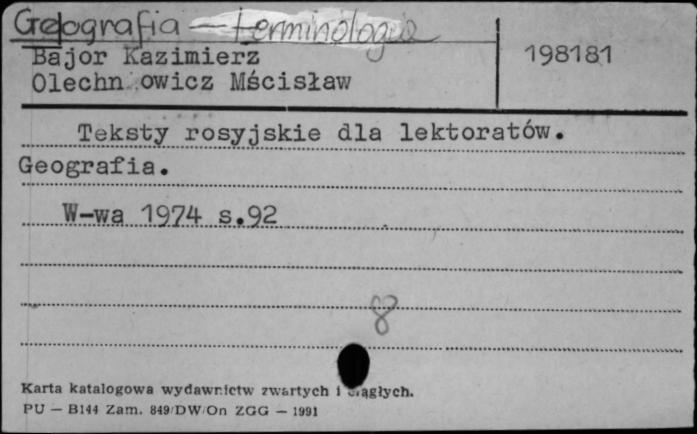 Geografia – terminologia
Bajor Kazimierz
198181
Olechnowicz Mścisław
Teksty rosyjskie dla lektoratów.
Geografia.
W-wa 1974 s.92
8
Karta katalogowa wydawnictw zwartych i ciągłych.
PU — B144 Zam. 849/DW/On ZGG — 1991